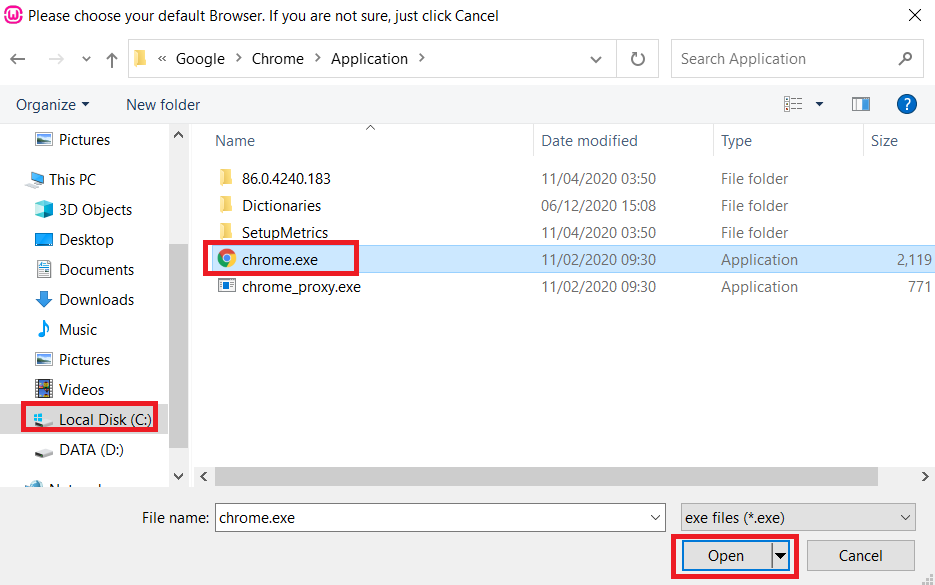 Please choose your default Browser. If you are not sure, just click Cancel
« Google > Chrome > Application >
Search Application
Organize
New folder
Pictures
This PC
3D Objects
Desktop
Documents
Downloads
Music
Pictures
Videos
Local Disk (C:)
DATA (D:)
Name Date modified Type Size
86.0.4240.183 11/04/2020 03:50 File folder
Dictionaries 06/12/2020 15:08 File folder
SetupMetrics 11/04/2020 03:50 File folder
chrome.exe 11/02/2020 09:30 Application 2,119
chrome_proxy.exe 11/02/2020 09:30 Application 771
File name: chrome.exe exe files (*.exe)
Open Cancel